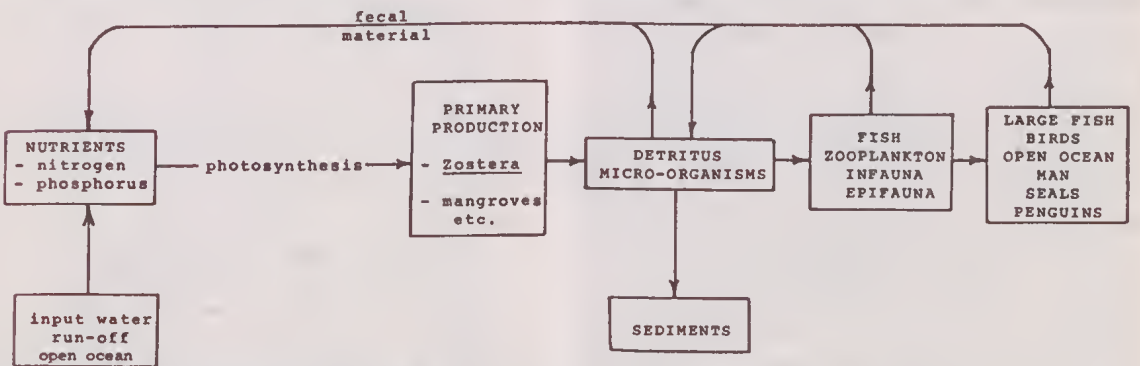 fecal
material
NUTRIENTS
- nitrogen
- phosphorus
photosynthesis
PRIMARY
PRODUCTION
- Zostera
- mangroves
etc.
DETRITUS
MICRO-ORGANISMS
FISH
ZOOPLANKTON
INFAUNA
EPIFAUNA
LARGE FISH
BIRDS
OPEN OCEAN
MAN
SEALS
PENGUINS
input water
run-off
open ocean
SEDIMENTS